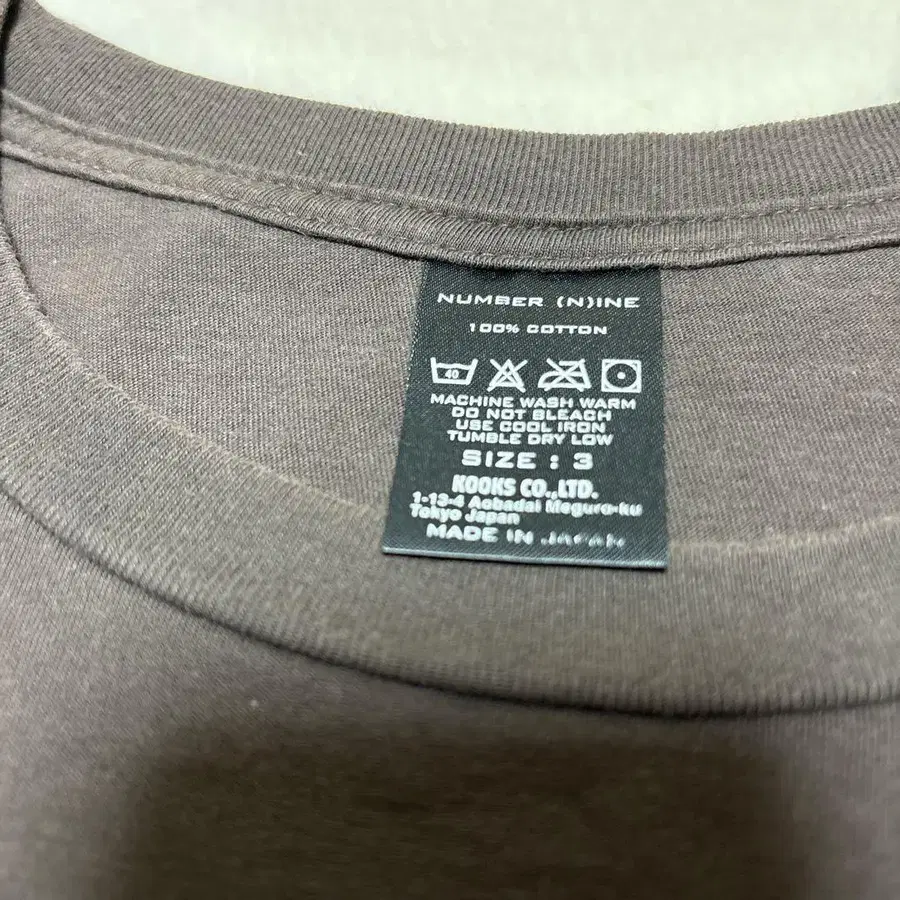 NUMBER (N)INE
100% COTTON
40
MACHINE WASH WARM
DO NOT BLEACH
USE COOL IRON
TUMBLE DRY LOW
SIZE : 3
KOOKS CO.,LTD.
1-13-4 Aobadai Meguro-ku
Tokyo Japan
MADE IN JAPAN